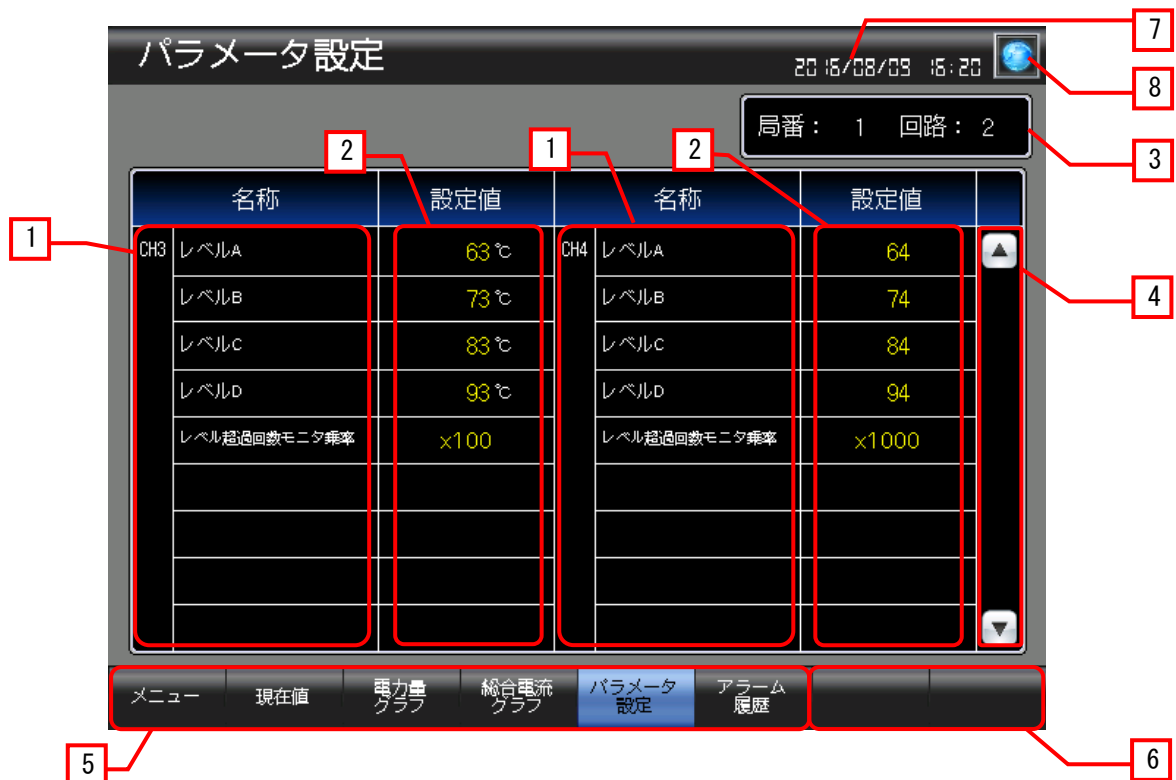 7
パラメータ設定
2016/08/09 16:20
8
局番： 1 回路： 2
2 1 2 3
名称 設定値 名称 設定値
1
CH3 レベルA 63℃ CH4 レベルA 64
レベルB 73℃ レベルB 74
4
レベルC 83℃ レベルC 84
レベルD 93℃ レベルD 94
レベル超過回数モニタ乗率 x100 レベル超過回数モニタ乗率 x1000
メニュー 現在値 電力量グラフ 総合電流グラフ パラメータ設定 アラーム履歴
5 6